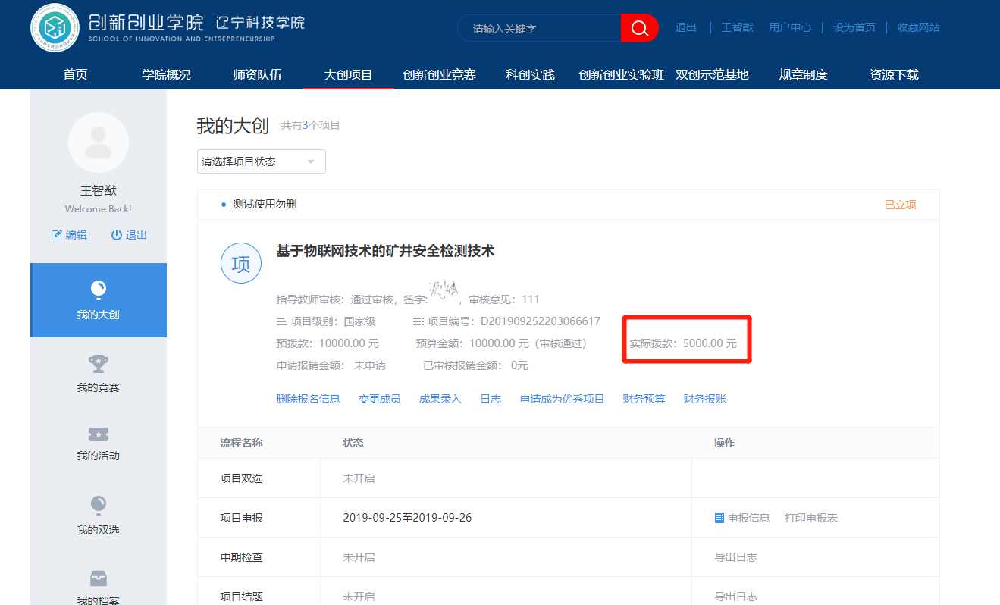 创新创业学院 辽宁科技学院
SCHOOL OF INNOVATION AND ENTREPRENEURSHIP
请输入关键字
退出 | 王智猷 用户中心 | 设为首页 | 收藏网站
首页 学院概况 师资队伍 大创项目 创新创业竞赛 科创实践 创新创业实验班 双创示范基地 规章制度 资源下载
王智猷
Welcome Back!
编辑 退出
我的大创
我的竞赛
我的活动
我的双选
我的档案
我的大创 共有3个项目
请选择项目状态
测试使用勿删 已立项
项 基于物联网技术的矿井安全检测技术
指导教师审核：通过审核，签字: 测试，审核意见：111
项目级别：国家级 项目编号：D201909252203066617
预拨款：10000.00 元 预算金额：10000.00 元（审核通过） 实际拨款：5000.00 元
申请报销金额： 未申请 已审核报销金额： 0元
删除报名信息 变更成员 成果录入 日志 申请成为优秀项目 财务预算 财务报账
流程名称 状态 操作
项目双选 未开启
项目申报 2019-09-25至2019-09-26 申报信息 打印申报表
中期检查 未开启 导出日志
项目结题 未开启 导出日志